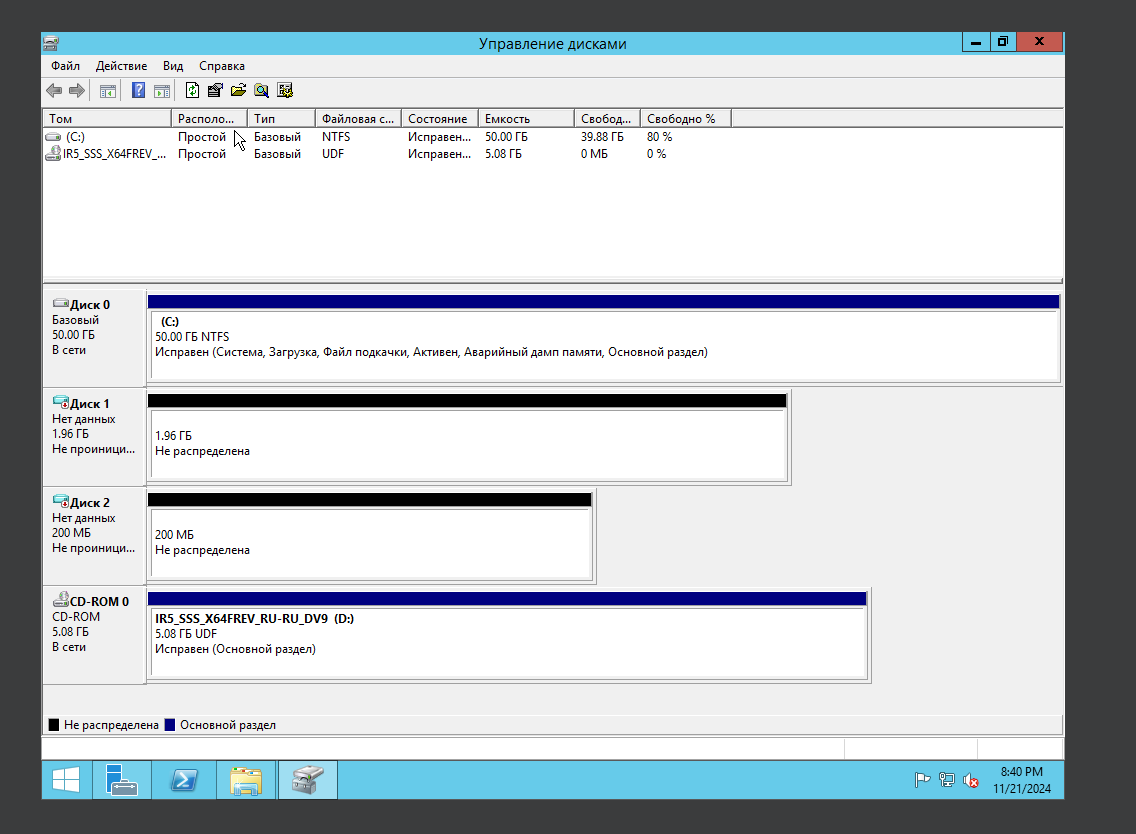 Управление дисками
Файл Действие Вид Справка
Том Располо... Тип Файловая с... Состояние Емкость Свобод... Свободно %
(C:) Простой Базовый NTFS Исправен... 50.00 ГБ 39.88 ГБ 80 %
IR5_SSS_X64FREV_... Простой Базовый UDF Исправен... 5.08 ГБ 0 МБ 0 %
Диск 0
Базовый
50.00 ГБ
В сети
(C:)
50.00 ГБ NTFS
Исправен (Система, Загрузка, Файл подкачки, Активен, Аварийный дамп памяти, Основной раздел)
Диск 1
Нет данных
1.96 ГБ
Не проиници...
1.96 ГБ
Не распределена
Диск 2
Нет данных
200 МБ
Не проиници...
200 МБ
Не распределена
CD-ROM 0
CD-ROM
5.08 ГБ
В сети
IR5_SSS_X64FREV_RU-RU_DV9 (D:)
5.08 ГБ UDF
Исправен (Основной раздел)
Не распределена Основной раздел
8:40 PM
11/21/2024